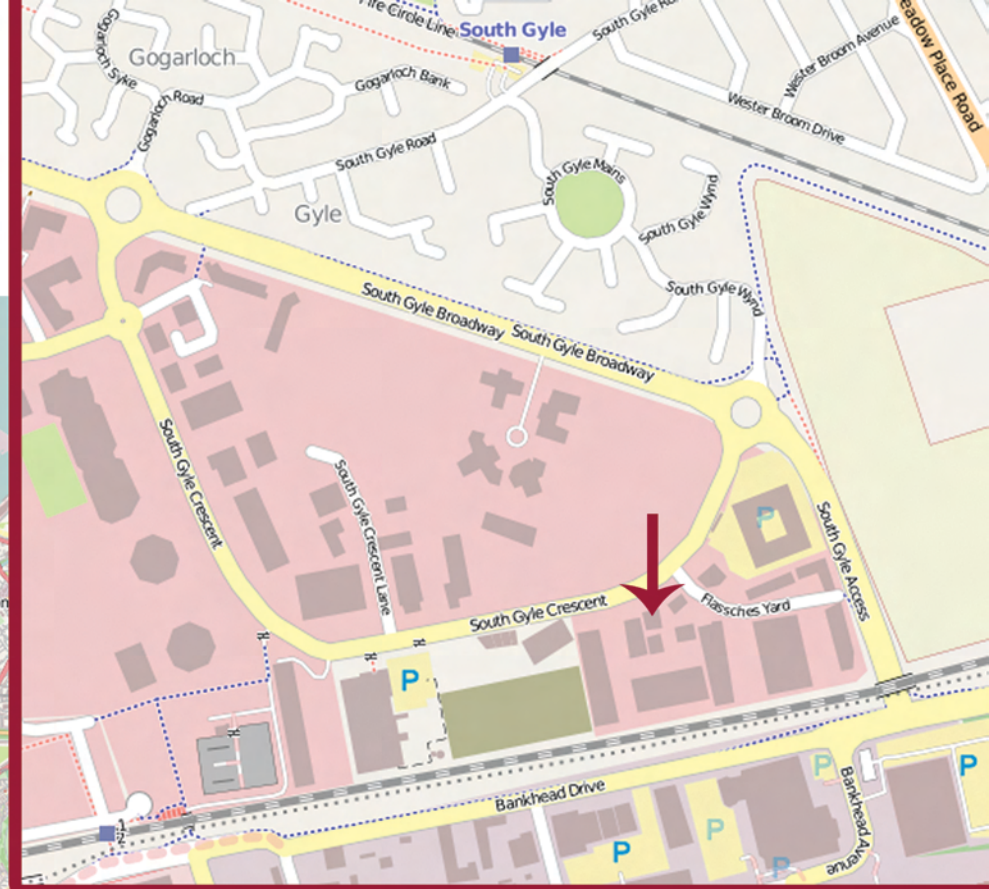 Fife Circle Line
South Gyle
South Gyle
Gogarloch Syke
Gogarloch
Gogarloch Bank
Gogarloch Road
South Gyle Road
Wester Broom Avenue
Wester Broom Drive
Meadow Place Road
South Gyle Mains
South Gyle Wynd
Gyle
South Gyle Wynd
South Gyle Broadway
South Gyle Broadway
South Gyle Crescent
South Gyle Crescent Lane
P
South Gyle Access
South Gyle Crescent
Flassches Yard
P
Bankhead Drive
Bankhead Avenue
P
P
P
P
P